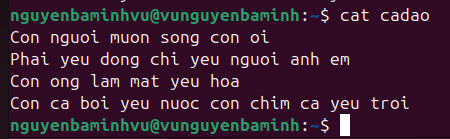 nguyenbaminhvu@vunguyenbaminh:~$ cat cadao
Con nguoi muon song con oi
Phai yeu dong chi yeu nguoi anh em
Con ong lam mat yeu hoa
Con ca boi yeu nuoc con chim ca yeu troi
nguyenbaminhvu@vunguyenbaminh:~$